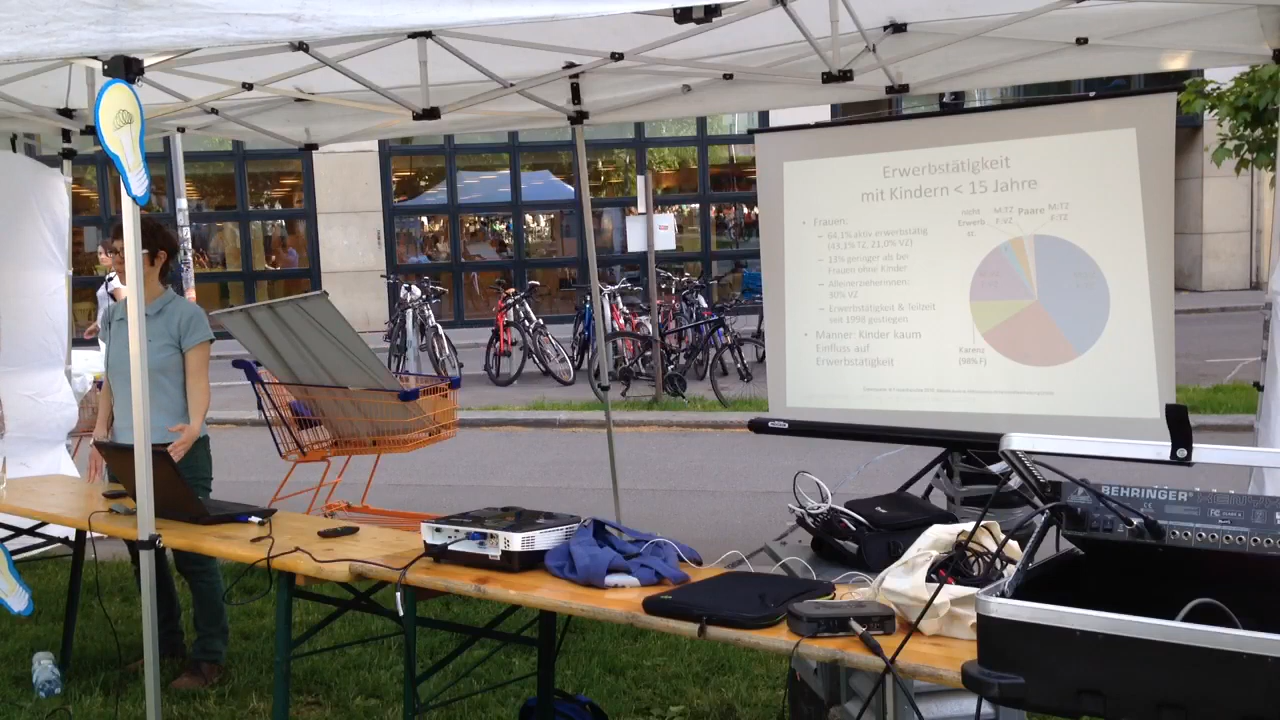 Erwerbstätigkeit
mit Kindern < 15 Jahre
• Frauen:
– 64,1% aktiv erwerbstätig
(43,1% TZ, 21,0% VZ)
– 13% geringer als bei
Frauen ohne Kinder
– Alleinerzieherinnen:
30% VZ
– Erwerbstätigkeit & Teilzeit
seit 1998 gestiegen
• Männer: Kinder kaum
Einfluss auf
Erwerbstätigkeit
nicht
Erwerb
st.
M:TZ
F:VZ
Paare
M:TZ
F:TZ
Karenz
(98% F)
BEHRINGER
FC